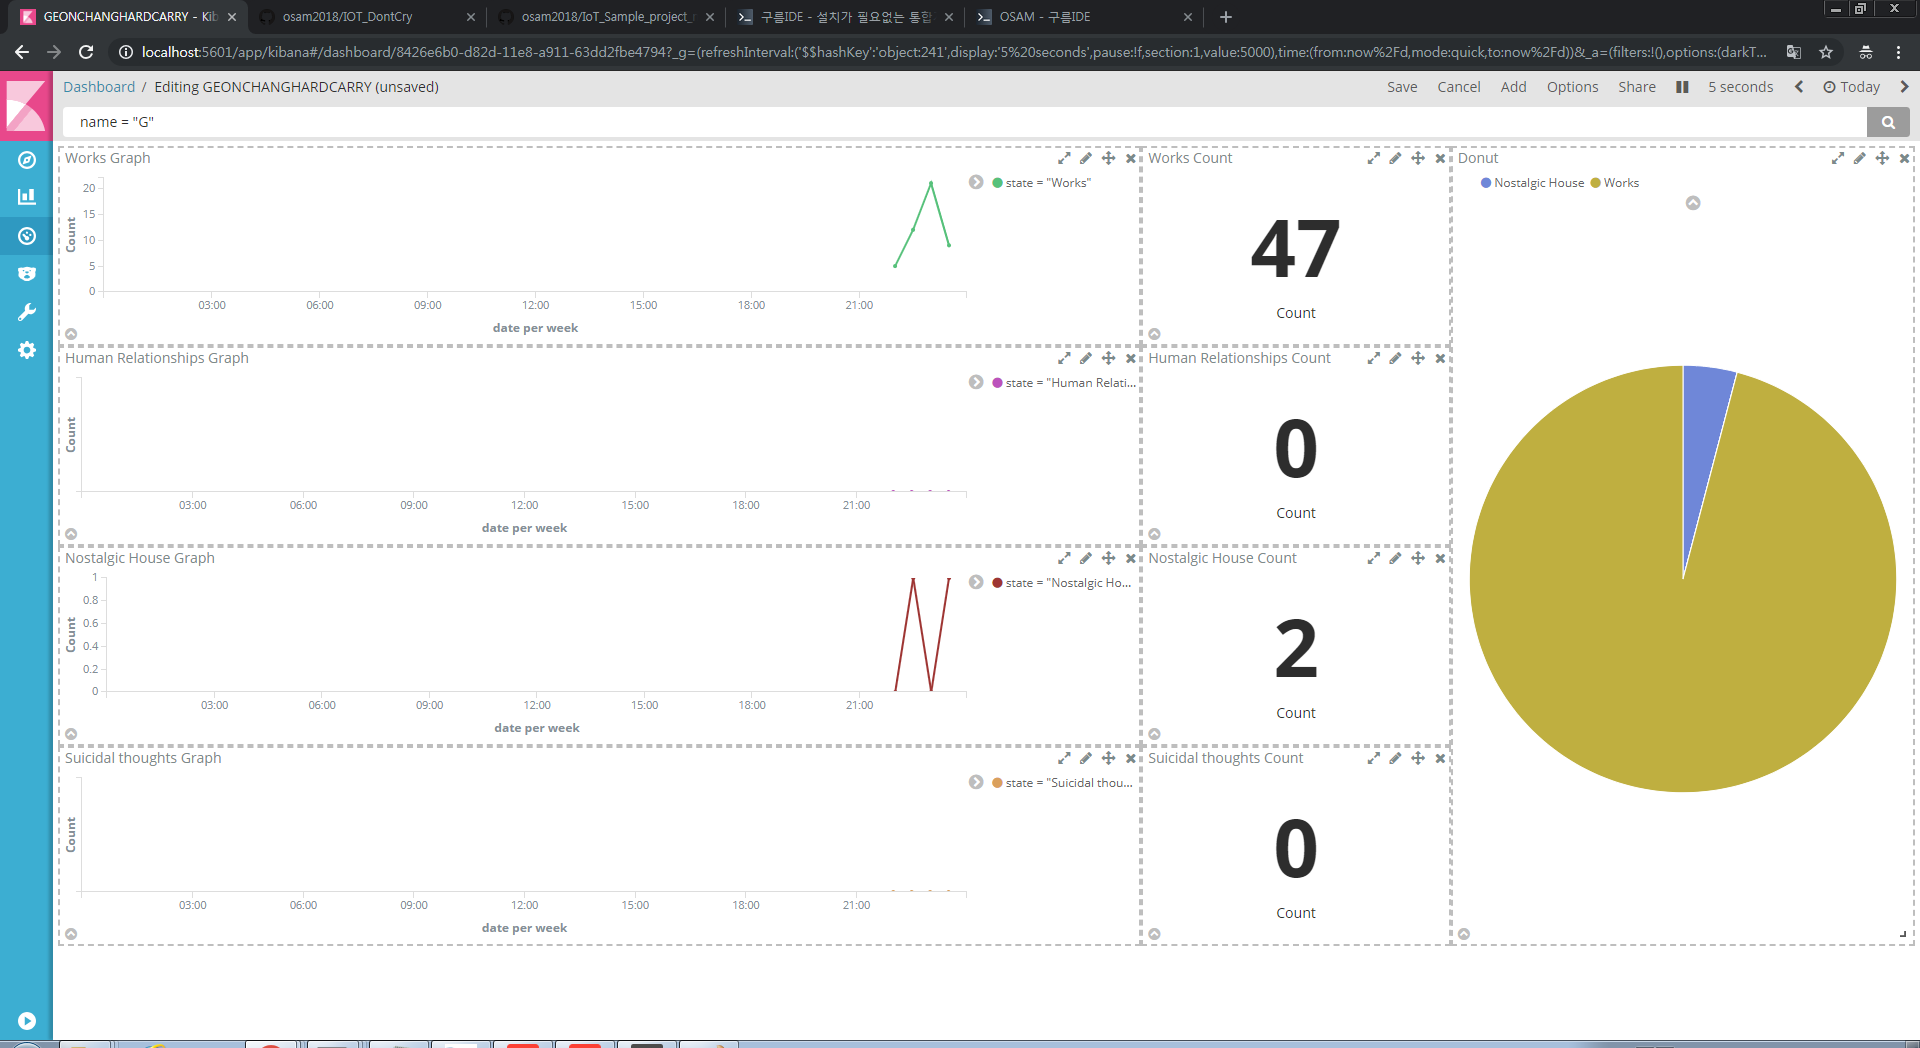 GEONCHANGHARDCARRY - Kib
osam2018/IOT_DontCry
osam2018/IoT_Sample_project_r
구름IDE - 설치가 필요없는 통합
OSAM - 구름IDE
localhost:5601/app/kibana#/dashboard/8426e6b0-d82d-11e8-a911-63dd2fbe4794?_g=(refreshInterval:('$$hashKey':'object:241',display:'5%20seconds',pause:!f,section:1,value:5000),time:(from:now%2Fd,mode:quick,to:now%2Fd))&_a=(filters:!(),options:(darkT...
Dashboard / Editing GEONCHANGHARDCARRY (unsaved)
Save Cancel Add Options Share 5 seconds Today
name = "G"
Works Graph
Count
20
15
10
5
0
03:00 06:00 09:00 12:00 15:00 18:00 21:00
date per week
state = "Works"
Works Count
47
Count
Donut
Nostalgic House Works
Human Relationships Graph
Count
03:00 06:00 09:00 12:00 15:00 18:00 21:00
date per week
state = "Human Relati...
Human Relationships Count
0
Count
Nostalgic House Graph
Count
1
0.8
0.6
0.4
0.2
0
03:00 06:00 09:00 12:00 15:00 18:00 21:00
date per week
state = "Nostalgic Ho...
Nostalgic House Count
2
Count
Suicidal thoughts Graph
Count
03:00 06:00 09:00 12:00 15:00 18:00 21:00
date per week
state = "Suicidal thou...
Suicidal thoughts Count
0
Count